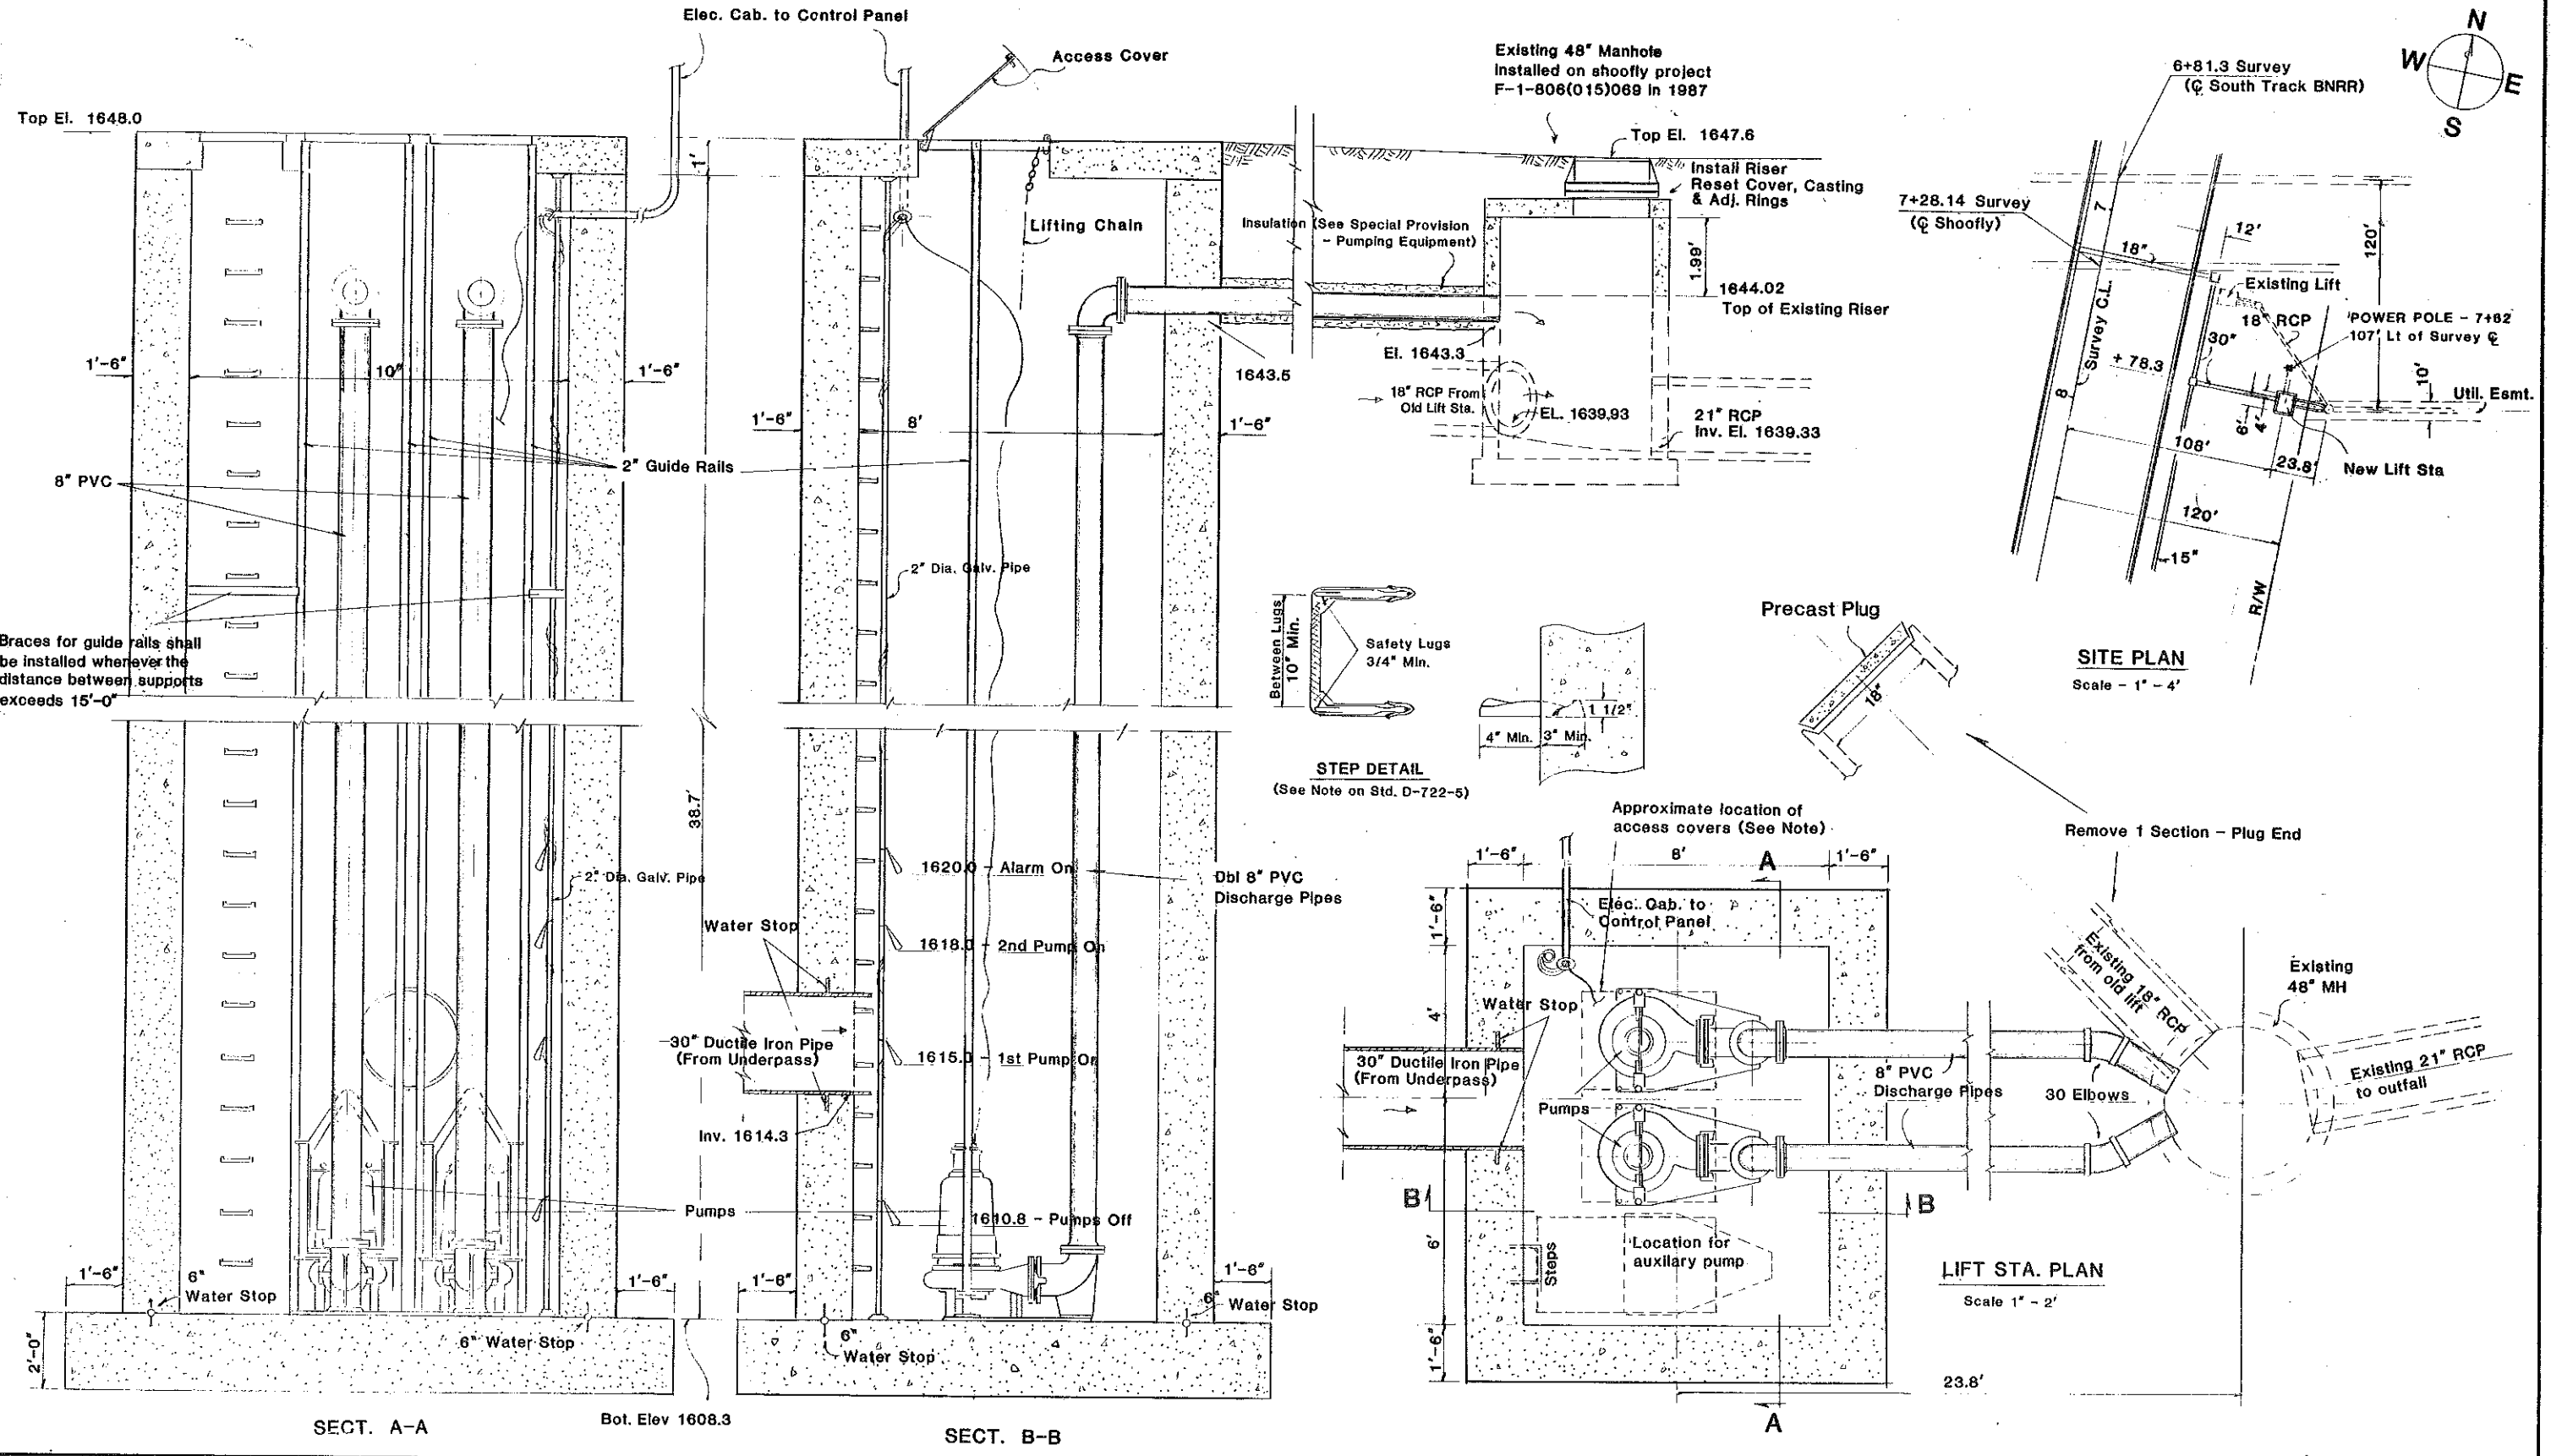 Elec. Cab. to Control Panel
Access Cover
Top El. 1648.0
1'
Existing 48" Manhole
Installed on shoofly project
F-1-806(015)069 in 1987
Top El. 1647.6
Install Riser
Reset Cover, Casting
& Adj. Rings
Lifting Chain
Insulation (See Special Provision
- Pumping Equipment)
1.99'
1644.02
Top of Existing Riser
El. 1643.3
1643.5
18" RCP From
Old Lift Sta.
EL. 1639.93
21" RCP
Inv. El. 1639.33
1'-6"
10"
1'-6"
1'-6"
8'
1'-6"
2" Guide Rails
8" PVC
2" Dia. Galv. Pipe
Braces for guide rails shall
be installed whenever the
distance between supports
exceeds 15'-0"
38.7'
2" Dia. Galv. Pipe
1620.0 - Alarm On
Dbl 8" PVC
Discharge Pipes
Water Stop
1618.0 - 2nd Pump On
30" Ductile Iron Pipe
(From Underpass)
1615.0 - 1st Pump On
Inv. 1614.3
Pumps
1610.8 - Pumps Off
1'-6"
6"
Water Stop
1'-6"
1'-6"
1'-6"
6"
Water Stop
6" Water Stop
6"
Water Stop
2'-0"
Bot. Elev 1608.3
SECT. A-A
SECT. B-B
Between Lugs
10" Min.
Safety Lugs
3/4" Min.
1 1/2"
4" Min.
3" Min.
STEP DETAIL
(See Note on Std. D-722-5)
N
W
E
S
6+81.3 Survey
(℄ South Track BNRR)
7+28.14 Survey
(℄ Shoofly)
7
12'
18"
120'
Existing Lift
Survey C.L.
18" RCP
POWER POLE - 7+62
107' Lt of Survey ℄
30"
+ 78.3
10'
Util. Esmt.
8
6'
4'
108'
23.8'
New Lift Sta
120'
15"
R/W
SITE PLAN
Scale - 1" - 4'
Precast Plug
18"
Remove 1 Section - Plug End
Approximate location of
access covers (See Note)
1'-6"
8'
A
1'-6"
1'-6"
Elec. Cab. to
Control Panel
Water Stop
4'
30" Ductile Iron Pipe
(From Underpass)
Pumps
8" PVC
Discharge Pipes
30 Elbows
Existing 18" RCP
from old lift
Existing
48" MH
Existing 21" RCP
to outfall
B
B
6'
Steps
Location for
auxilary pump
LIFT STA. PLAN
Scale 1" - 2'
1'-6"
23.8'
A